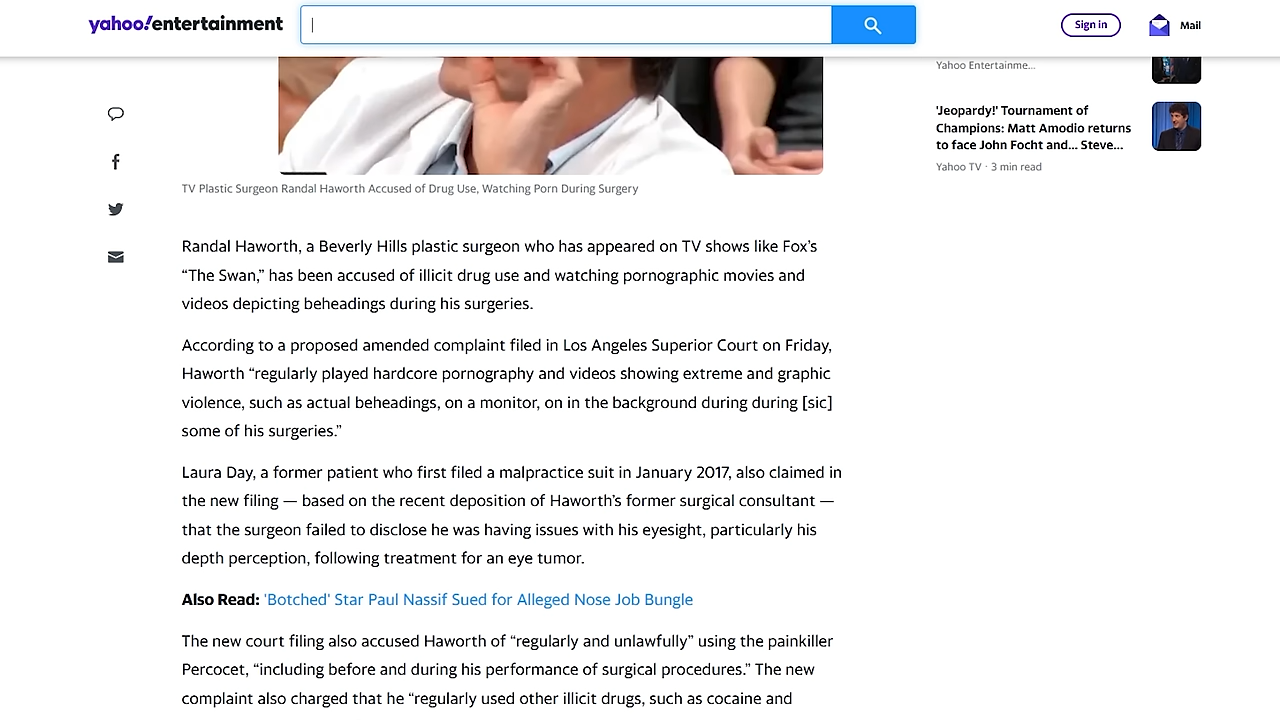 yahoo!entertainment
Sign in
Mail
Yahoo Entertainme...
'Jeopardy!' Tournament of
Champions: Matt Amodio returns
to face John Focht and... Steve...
Yahoo TV · 3 min read
TV Plastic Surgeon Randal Haworth Accused of Drug Use, Watching Porn During Surgery
Randal Haworth, a Beverly Hills plastic surgeon who has appeared on TV shows like Fox’s
“The Swan,” has been accused of illicit drug use and watching pornographic movies and
videos depicting beheadings during his surgeries.
According to a proposed amended complaint filed in Los Angeles Superior Court on Friday,
Haworth “regularly played hardcore pornography and videos showing extreme and graphic
violence, such as actual beheadings, on a monitor, on in the background during during [sic]
some of his surgeries.”
Laura Day, a former patient who first filed a malpractice suit in January 2017, also claimed in
the new filing — based on the recent deposition of Haworth’s former surgical consultant —
that the surgeon failed to disclose he was having issues with his eyesight, particularly his
depth perception, following treatment for an eye tumor.
Also Read: 'Botched' Star Paul Nassif Sued for Alleged Nose Job Bungle
The new court filing also accused Haworth of “regularly and unlawfully” using the painkiller
Percocet, “including before and during his performance of surgical procedures.” The new
complaint also charged that he “regularly used other illicit drugs, such as cocaine and